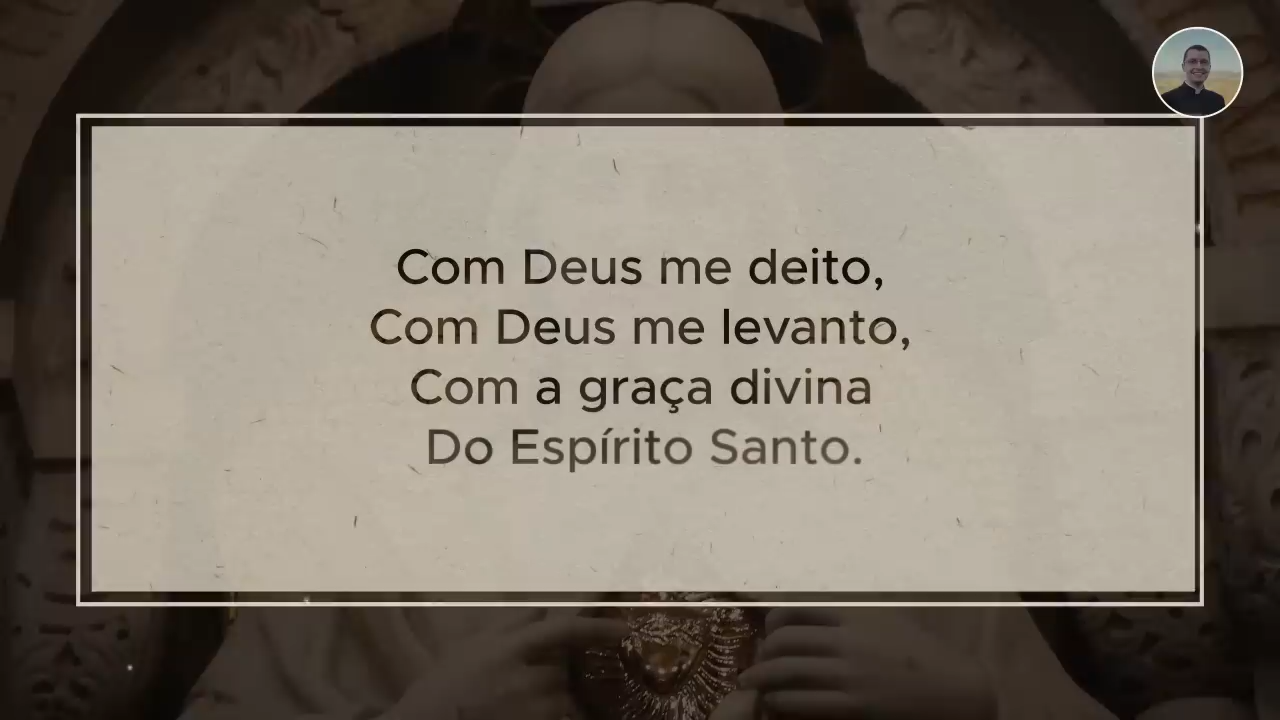 Com Deus me deito,
Com Deus me levanto,
Com a graça divina
Do Espírito Santo.